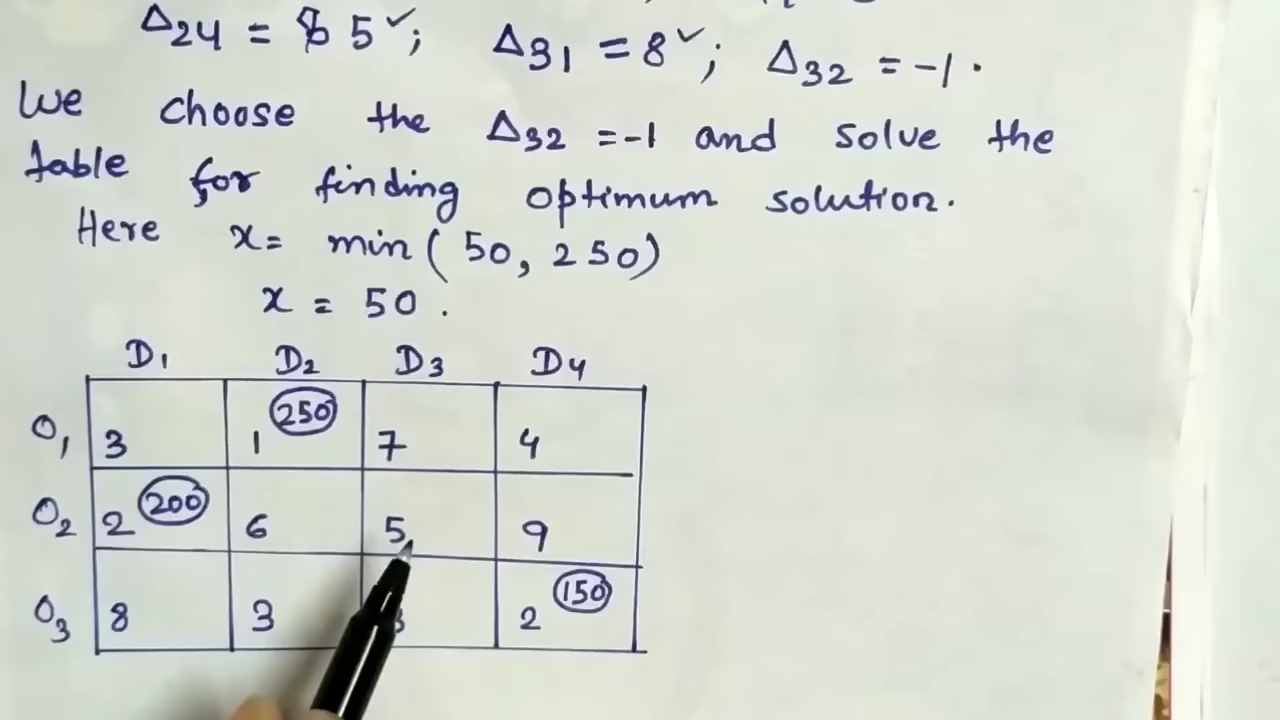 Δ24 = 5✓; Δ31 = 8✓; Δ32 = -1.
We choose the Δ32 = -1 and solve the
table for finding optimum solution.
Here x= min(50, 250)
x = 50.
D1 D2 D3 D4
O1 3 1 250 7 4
O2 2 200 6 5 9
O3 8 3 2 150